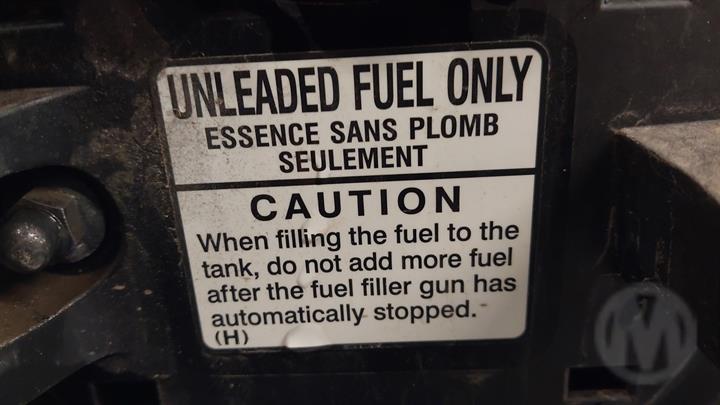 UNLEADED FUEL ONLY
ESSENCE SANS PLOMB
SEULEMENT
CAUTION
When filling the fuel to the
tank, do not add more fuel
after the fuel filler gun has
automatically stopped.
(H)
M